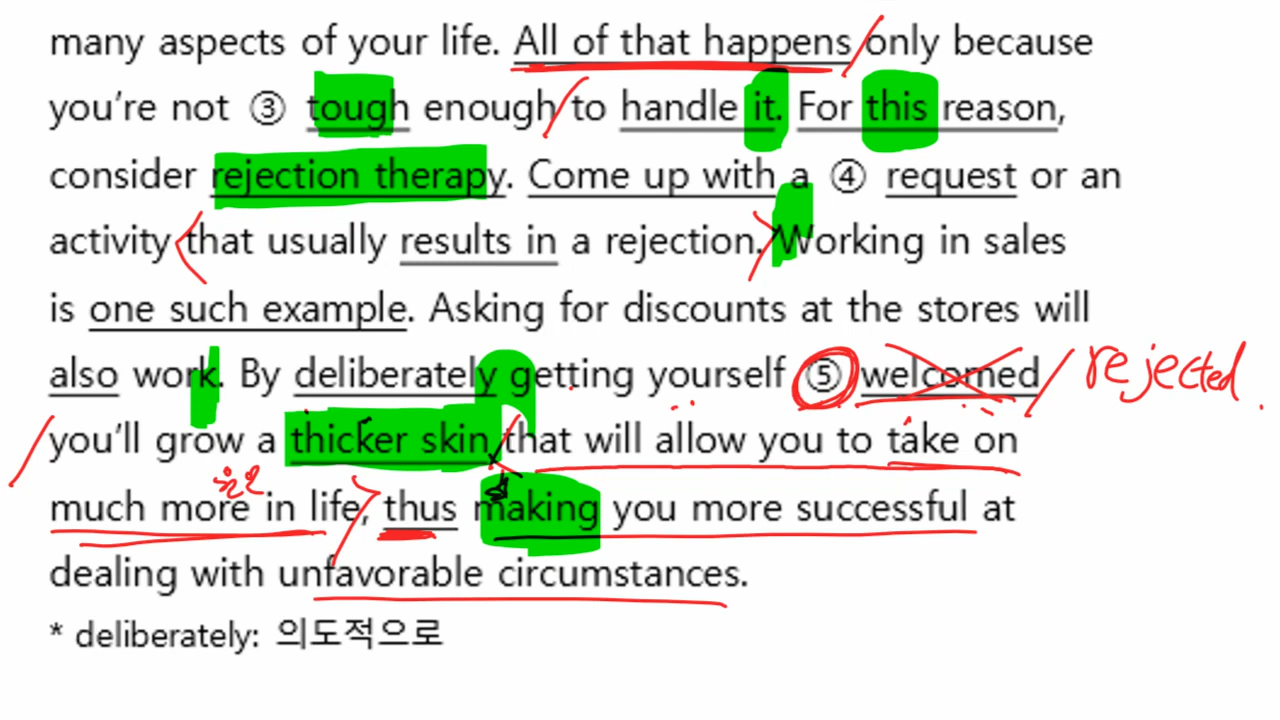 many aspects of your life. All of that happens only because
you're not ③ tough enough to handle it. For this reason,
consider rejection therapy. Come up with a ④ request or an
activity that usually results in a rejection. Working in sales
is one such example. Asking for discounts at the stores will
also work. By deliberately getting yourself ⑤ welcomed rejected
you'll grow a thicker skin that will allow you to take on
much more in life, thus making you more successful at
dealing with unfavorable circumstances.
* deliberately: 의도적으로